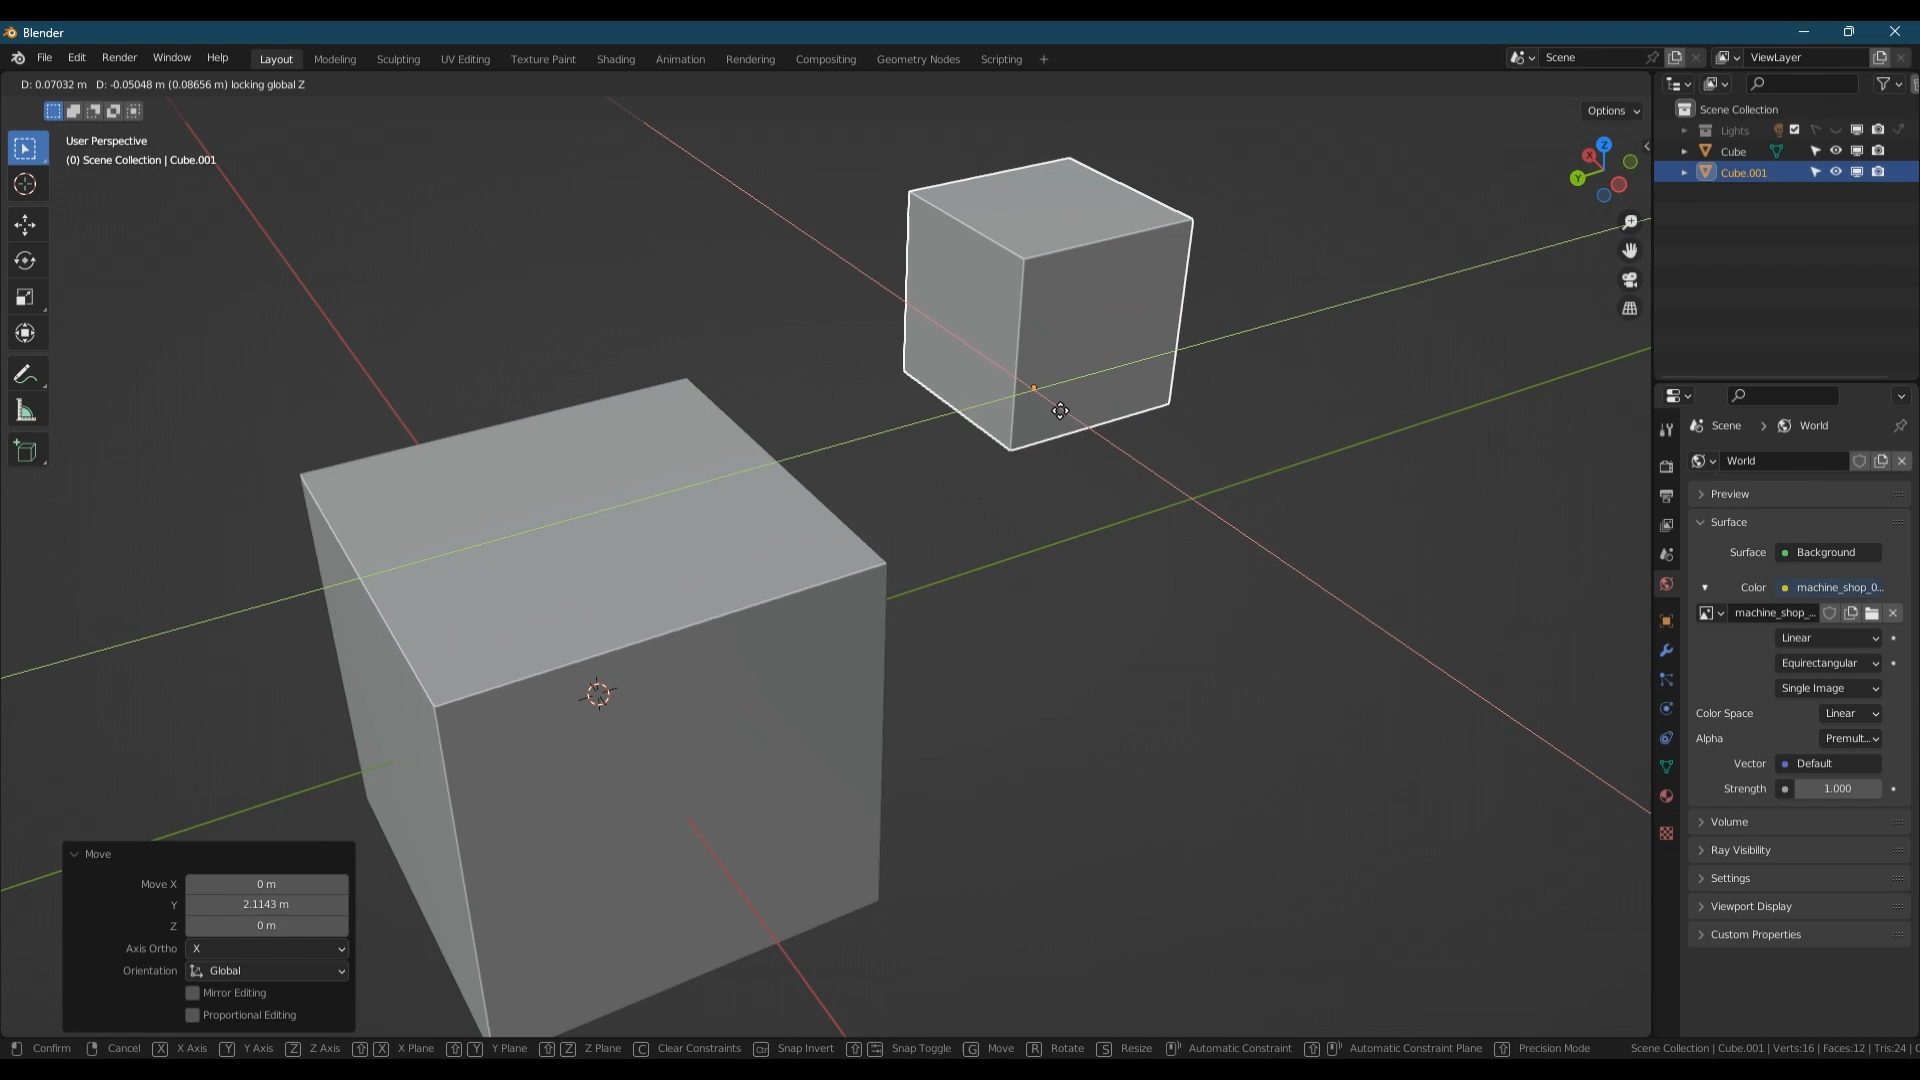 Blender
File Edit Render Window Help Layout Modeling Sculpting UV Editing Texture Paint Shading Animation Rendering Compositing Geometry Nodes Scripting + Scene ViewLayer
D: 0.07032 m D: -0.05048 m (0.08656 m) locking global Z
Options
User Perspective
(0) Scene Collection | Cube.001
Z
X
Y
Scene Collection
Lights
Cube
Cube.001
Scene > World
World
Preview
Surface
Surface Background
Color machine_shop_0...
machine_shop_...
Linear
Equirectangular
Single Image
Color Space Linear
Alpha Premult...
Vector Default
Strength 1.000
Volume
Ray Visibility
Settings
Viewport Display
Custom Properties
Move
Move X 0 m
Y 2.1143 m
Z 0 m
Axis Ortho X
Orientation Global
Mirror Editing
Proportional Editing
Confirm Cancel X X Axis Y Y Axis Z Z Axis X X Plane Y Y Plane Z Z Plane C Clear Constraints Ctrl Snap Invert Snap Toggle G Move R Rotate S Resize Automatic Constraint Automatic Constraint Plane Precision Mode Scene Collection | Cube.001 | Verts:16 | Faces:12 | Tris:24 |